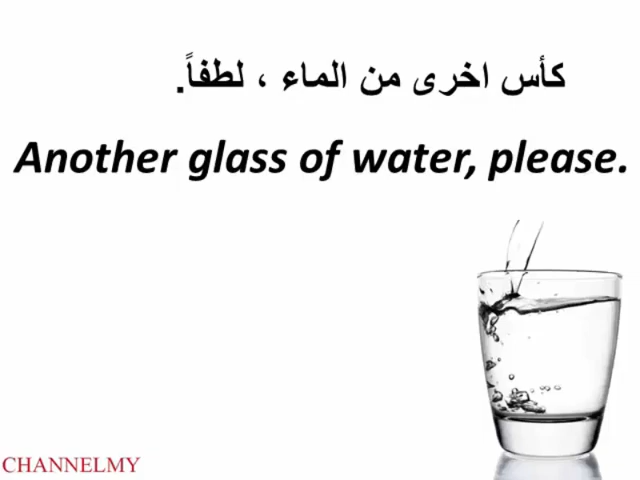 كأس اخرى من الماء ، لطفاً.
Another glass of water, please.
CHANNELMY